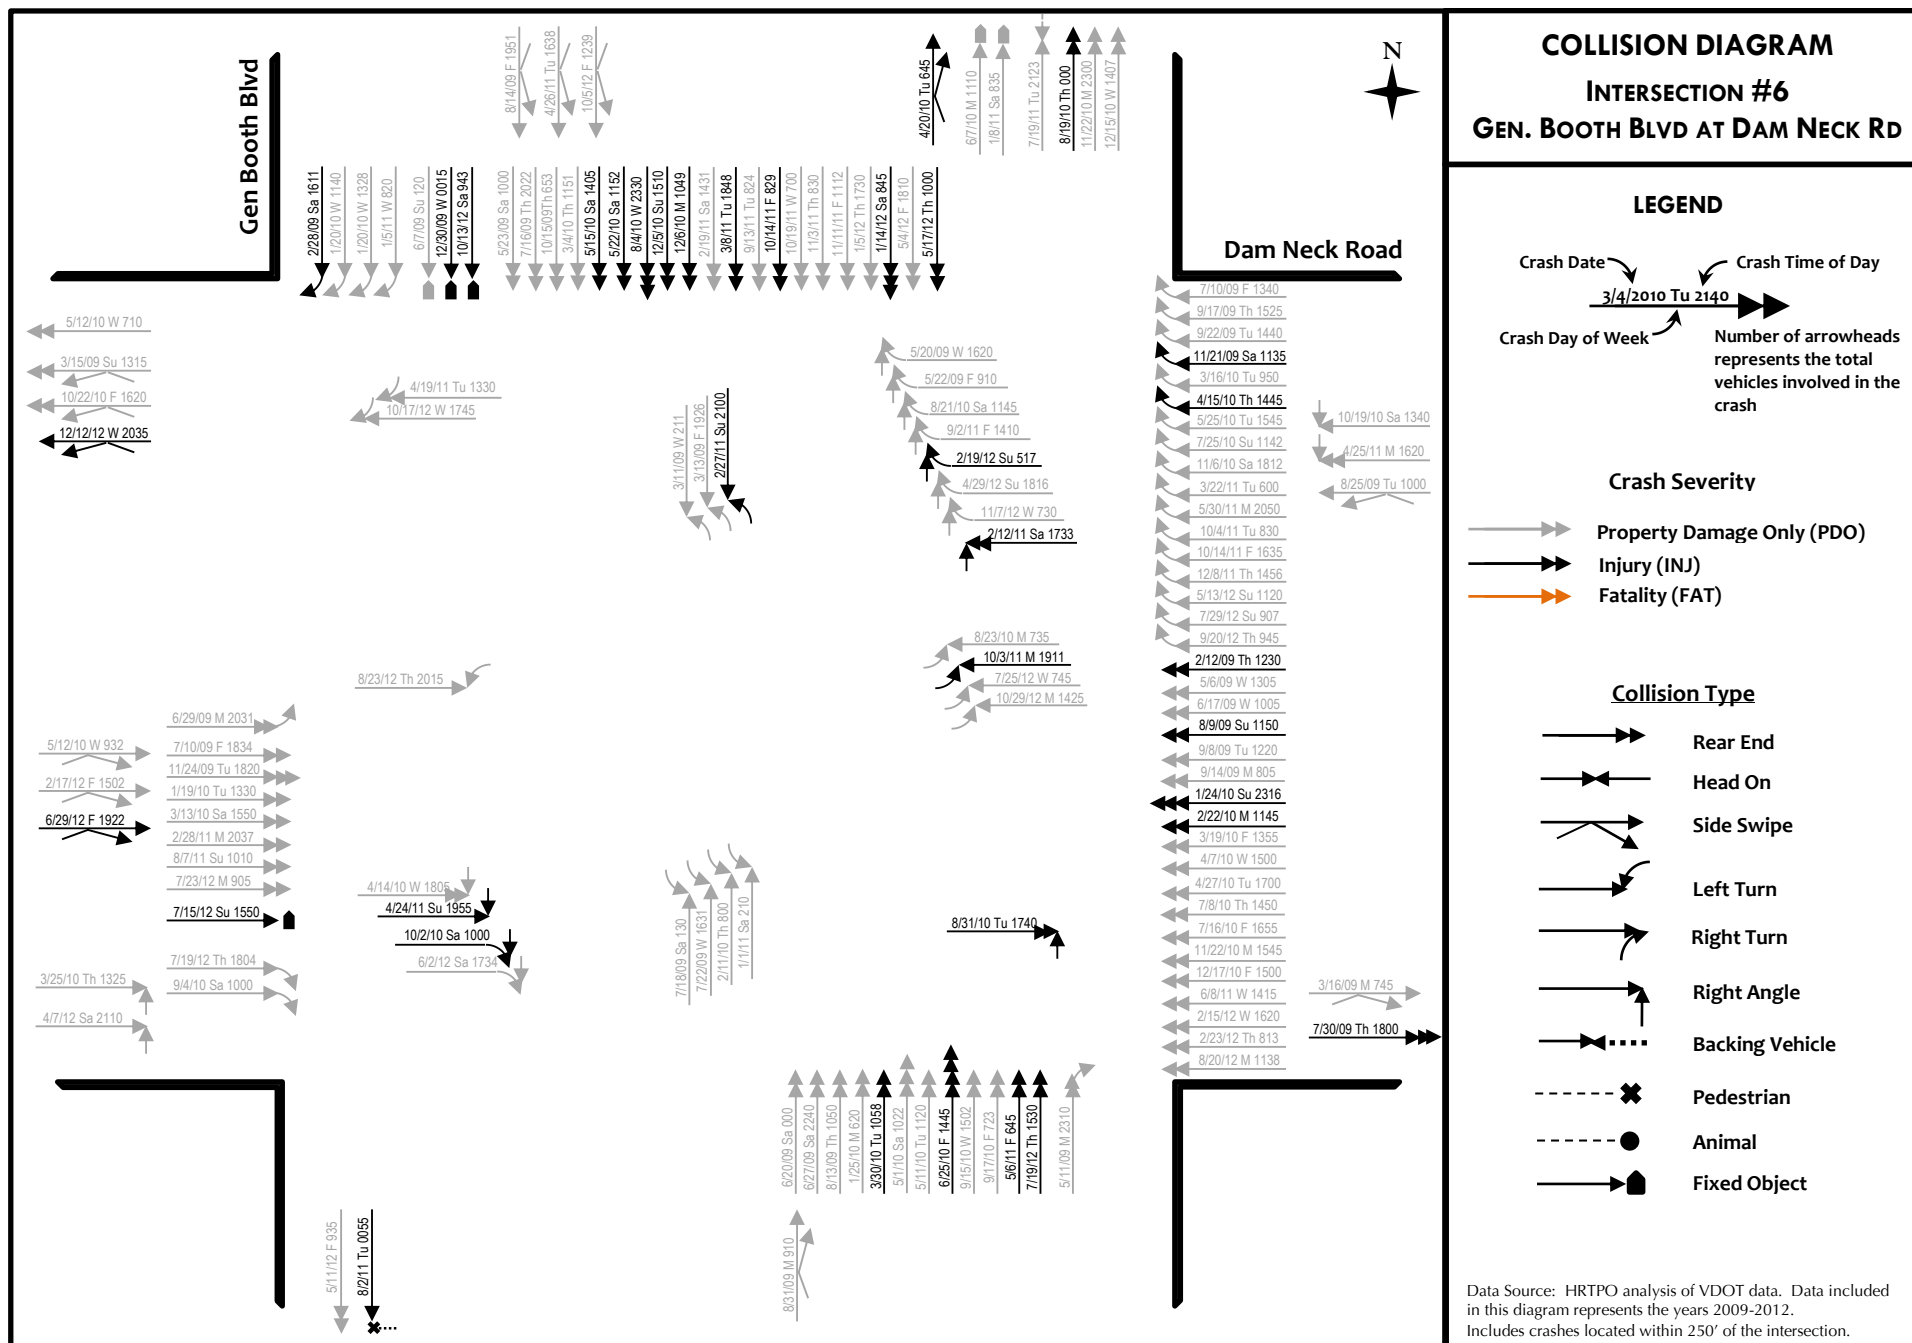 COLLISION DIAGRAM
INTERSECTION #6
GEN. BOOTH BLVD AT DAM NECK RD
LEGEND
Crash Date
Crash Time of Day
3/4/2010 Tu 2140
Crash Day of Week
Number of arrowheads
represents the total
vehicles involved in the
crash
Crash Severity
Property Damage Only (PDO)
Injury (INJ)
Fatality (FAT)
Collision Type
Rear End
Head On
Side Swipe
Left Turn
Right Turn
Right Angle
Backing Vehicle
Pedestrian
Animal
Fixed Object
Data Source: HRTPO analysis of VDOT data. Data included
in this diagram represents the years 2009-2012.
Includes crashes located within 250' of the intersection.
N
Gen Booth Blvd
Dam Neck Road
8/14/09 F 1951
4/26/11 Tu 1638
10/5/12 F 1239
4/20/10 Tu 645
6/7/10 M 1110
1/8/11 Sa 835
7/19/11 Tu 2123
8/19/10 Th 000
11/22/10 M 2300
12/15/10 W 1407
2/28/09 Sa 1611
1/20/10 W 1140
1/20/10 W 1328
1/5/11 W 820
6/7/09 Su 120
12/30/09 W 0015
10/13/12 Sa 943
5/23/09 Sa 1000
7/16/09 Th 2022
10/15/09Th 653
3/4/10 Th 1151
5/15/10 Sa 1405
5/22/10 Sa 1152
8/4/10 W 2330
12/5/10 Su 1510
12/6/10 M 1049
2/19/11 Sa 1431
3/8/11 Tu 1848
9/13/11 Tu 824
10/14/11 F 829
10/19/11 W 700
11/3/11 Th 830
11/11/11 F 1112
1/5/12 Th 1730
1/14/12 Sa 845
5/4/12 F 1810
5/17/12 Th 1000
5/12/10 W 710
3/15/09 Su 1315
10/22/10 F 1620
12/12/12 W 2035
4/19/11 Tu 1330
10/17/12 W 1745
3/11/09 W 211
3/13/09 F 1926
2/27/11 Su 2100
5/20/09 W 1620
5/22/09 F 910
8/21/10 Sa 1145
9/2/11 F 1410
2/19/12 Su 517
4/29/12 Su 1816
11/7/12 W 730
2/12/11 Sa 1733
7/10/09 F 1340
9/17/09 Th 1525
9/22/09 Tu 1440
11/21/09 Sa 1135
3/16/10 Tu 950
4/15/10 Th 1445
5/25/10 Tu 1545
7/25/10 Su 1142
11/6/10 Sa 1812
3/22/11 Tu 600
5/30/11 M 2050
10/4/11 Tu 830
10/14/11 F 1635
12/8/11 Th 1456
5/13/12 Su 1120
7/29/12 Su 907
9/20/12 Th 945
2/12/09 Th 1230
5/6/09 W 1305
6/17/09 W 1005
8/9/09 Su 1150
9/8/09 Tu 1220
9/14/09 M 805
1/24/10 Su 2316
2/22/10 M 1145
3/19/10 F 1355
4/7/10 W 1500
4/27/10 Tu 1700
7/8/10 Th 1450
7/16/10 F 1655
11/22/10 M 1545
12/17/10 F 1500
6/8/11 W 1415
2/15/12 W 1620
2/23/12 Th 813
8/20/12 M 1138
10/19/10 Sa 1340
4/25/11 M 1620
8/25/09 Tu 1000
8/23/10 M 735
10/3/11 M 1911
7/25/12 W 745
10/29/12 M 1425
8/23/12 Th 2015
6/29/09 M 2031
5/12/10 W 932
7/10/09 F 1834
11/24/09 Tu 1820
2/17/12 F 1502
1/19/10 Tu 1330
3/13/10 Sa 1550
6/29/12 F 1922
2/28/11 M 2037
8/7/11 Su 1010
7/23/12 M 905
7/15/12 Su 1550
4/14/10 W 1805
4/24/11 Su 1955
10/2/10 Sa 1000
6/2/12 Sa 1734
7/19/12 Th 1804
9/4/10 Sa 1000
3/25/10 Th 1325
4/7/12 Sa 2110
7/18/09 Sa 130
7/22/09 W 1631
2/11/10 Th 800
1/1/11 Sa 210
8/31/10 Tu 1740
3/16/09 M 745
7/30/09 Th 1800
6/20/09 Sa 000
6/27/09 Sa 2240
8/13/09 Th 1050
1/25/10 M 620
3/30/10 Tu 1058
5/1/10 Sa 1022
5/11/10 Tu 1120
6/25/10 F 1445
9/15/10 W 1502
9/17/10 F 723
5/6/11 F 645
7/19/12 Th 1530
5/11/09 M 2310
5/11/12 F 935
8/2/11 Tu 0055
8/31/09 M 910